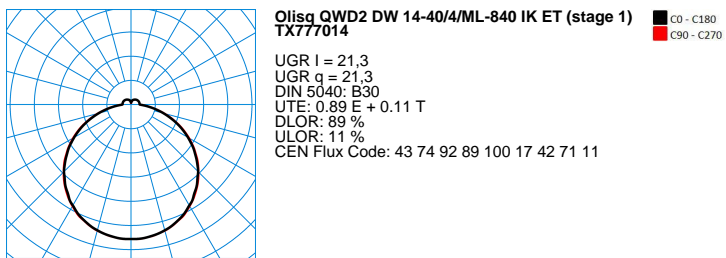 Olisq QWD2 DW 14-40/4/ML-840 IK ET (stage 1)
TX777014
UGR l = 21,3
UGR q = 21,3
DIN 5040: B30
UTE: 0.89 E + 0.11 T
DLOR: 89 %
ULOR: 11 %
CEN Flux Code: 43 74 92 89 100 17 42 71 11
C0 - C180
C90 - C270